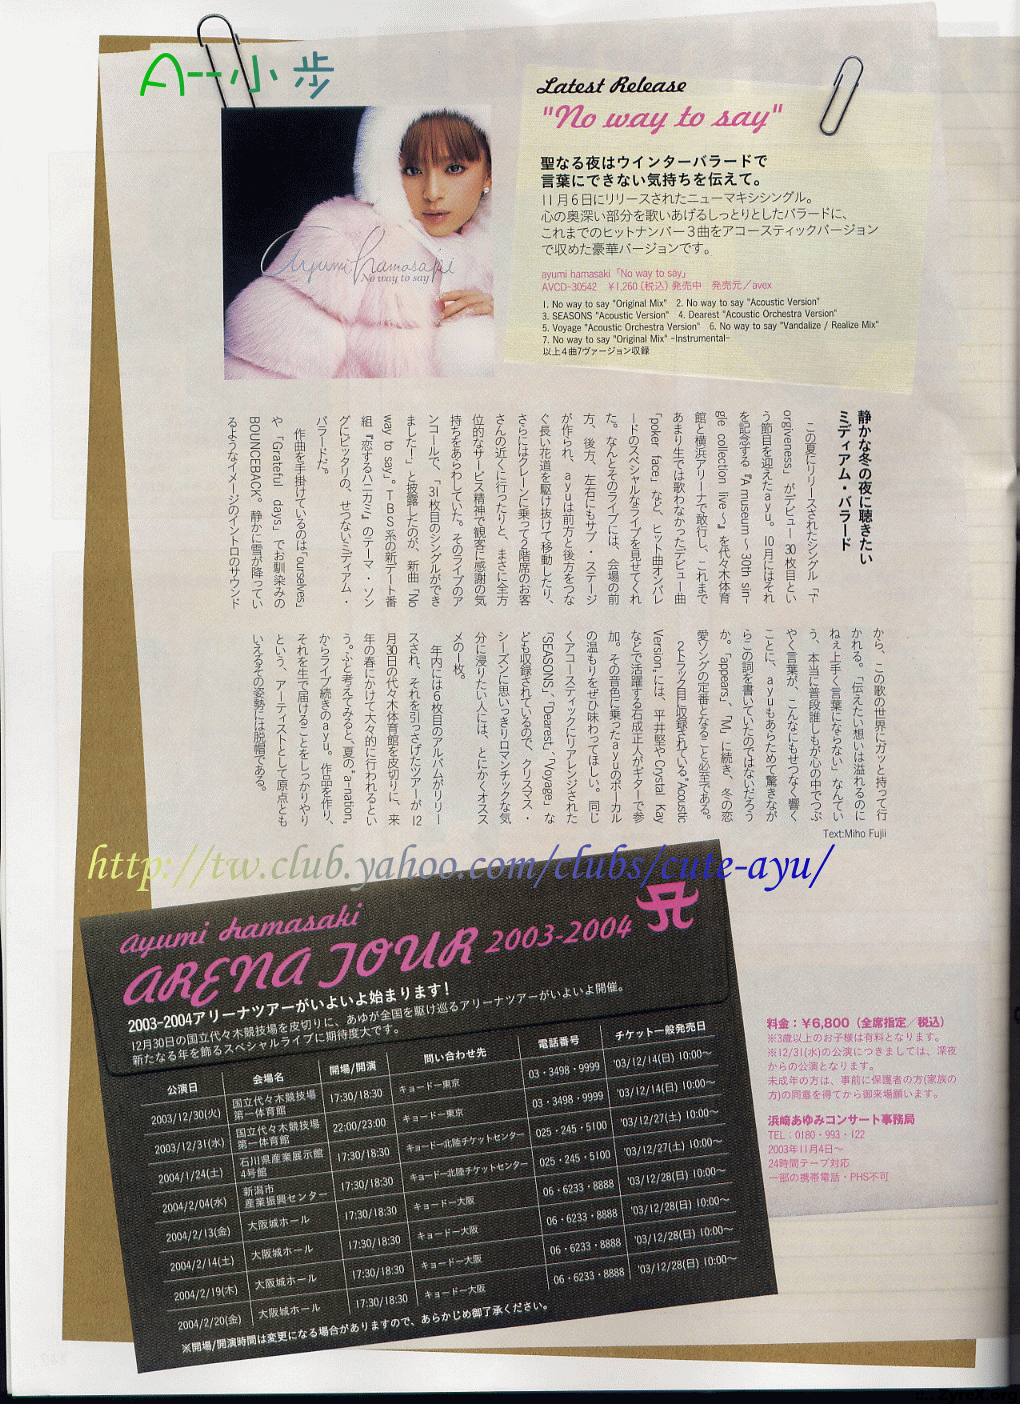 A--小步
Latest Release
"No way to say"
聖なる夜はウインターバラードで
言葉にできない気持ちを伝えて。
11月6日にリリースされたニューマキシシングル。
心の奥深い部分を歌いあげるしっとりとしたバラードに、
これまでのヒットナンバー3曲をアコースティックバージョン
で収めた豪華バージョンです。
ayumi hamasaki「No way to say」
AVCD-30542　¥1,260（税込）発売中　発売元／avex
1. No way to say "Original Mix"　2. No way to say "Acoustic Version"
3. SEASONS "Acoustic Version"　4. Dearest "Acoustic Orchestra Version"
5. Voyage "Acoustic Orchestra Version"　6. No way to say "Vandalize / Realize Mix"
7. No way to say "Original Mix" -Instrumental-
以上4曲7ヴァージョン収録
Ayumi hamasaki
No way to say
静かな冬の夜に聴きたい
ミディアム・バラード
この夏にリリースされたシングル「f-
orgiveness」がデビュー30枚目とい
う節目を迎えたayu。10月にはそれ
を記念する『A museum ～30th sin-
gle collection live～』を代々木体育
館と横浜アリーナで敢行し、これまで
あまり生では歌わなかったデビュー曲
「poker face」など、ヒット曲オンパレ
ードのスペシャルなライブを見せてくれ
た。なんとそのライブには、会場の前
方、後方、左右にもサブ・ステージ
が作られ、ayuは前方と後方をつな
ぐ長い花道を駆け抜けて移動したり、
さらにはクレーンに乗って2階席のお客
さんの近くに行ったりと、まさに全方
位的なサービス精神で観客に感謝の気
持ちをあらわしていた。そのライブのア
ンコールで、「31枚目のシングルができ
ました！」と披露したのが、新曲「No
way to say」。TBS系の新デート番
組『恋するハニカミ！』のテーマ・ソン
グにピッタリの、せつないミディアム・
バラードだ。
作曲を手掛けているのは「ourselves」
や「Grateful days」でお馴染みの
BOUNCEBACK。静かに雪が降ってい
るようなイメージのイントロのサウンド
から、この歌の世界にガッと持って行
かれる。「伝えたい想いは溢れるのに
ねぇ上手く言葉にならない」なんてい
う、本当に普段誰しもが心の中でつぶ
やく言葉が、こんなにもせつなく響く
ことに、ayuもあらためて驚きなが
らこの詞を書いていたのではないだろう
か。「appears」、「M」に続き、冬の恋
愛ソングの定番となること必至である。
2トラック目に収録されている"Acoustic
Version"には、平井堅やCrystal Kay
などで活躍する石成正人がギターで参
加。その音色に乗ったayuのボーカル
の温もりをぜひ味わってほしい。同じ
くアコースティックにリアレンジされた
「SEASONS」、「Dearest」、「Voyage」な
ども収録されているので、クリスマス・
シーズンに思いっきりロマンチックな気
分に浸りたい人には、とにかくオスス
メの一枚。
年内には6枚目のアルバムがリリー
スされ、それを引っさげたツアーが12
月30日の代々木体育館を皮切りに、来
年の春にかけて大々的に行われるとい
う。ふと考えてみると、夏の"a-nation"
からライブ続きのayu。作品を作り、
それを生で届けることをしっかりやり
という、アーティストとして原点とも
いえるその姿勢には脱帽である。
Text:Miho Fujii
http://tw.club.yahoo.com/clubs/cute-ayu/
ayumi hamasaki
ARENA TOUR 2003-2004
2003-2004アリーナツアーがいよいよ始まります！
12月30日の国立代々木競技場を皮切りに、あゆが全国を駆け巡るアリーナツアーがいよいよ開催。
新たなる年を飾るスペシャルライブに期待度大です。
公演日　会場名　開場/開演　問い合わせ先　電話番号　チケット一般発売日
2003/12/30(火)　国立代々木競技場第一体育館　17:30/18:30　キョードー東京　03・3498・9999　'03/12/14(日) 10:00～
2003/12/31(水)　国立代々木競技場第一体育館　22:00/23:00　キョードー東京　03・3498・9999　'03/12/14(日) 10:00～
2004/1/24(土)　石川県産業展示館4号館　17:30/18:30　キョードー北陸チケットセンター　025・245・5100　'03/12/27(土) 10:00～
2004/2/04(水)　新潟市産業振興センター　17:30/18:30　キョードー北陸チケットセンター　025・245・5100　'03/12/27(土) 10:00～
2004/2/13(金)　大阪城ホール　17:30/18:30　キョードー大阪　06・6233・8888　'03/12/28(日) 10:00～
2004/2/14(土)　大阪城ホール　17:30/18:30　キョードー大阪　06・6233・8888　'03/12/28(日) 10:00～
2004/2/19(木)　大阪城ホール　17:30/18:30　キョードー大阪　06・6233・8888　'03/12/28(日) 10:00～
2004/2/20(金)　大阪城ホール　17:30/18:30　キョードー大阪　06・6233・8888　'03/12/28(日) 10:00～
※開場/開演時間は変更になる場合がありますので、あらかじめ御了承ください。
料金：¥6,800（全席指定／税込）
※3歳以上のお子様は有料となります。
※12/31(水)の公演につきましては、深夜
からの公演となります。
未成年の方は、事前に保護者の方(家族の
方)の同意を得てから御来場願います。
浜崎あゆみコンサート事務局
TEL：0180・993・122
2003年11月4日～
24時間テープ対応
一部の携帯電話・PHS不可